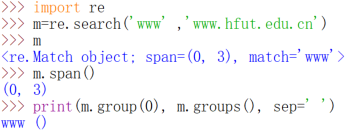 >>> import re
>>> m=re.search('www' ,'www.hfut.edu.cn')
>>> m
<re.Match object; span=(0, 3), match='www'>
>>> m.span()
(0, 3)
>>> print(m.group(0), m.groups(), sep=' ')
www ()